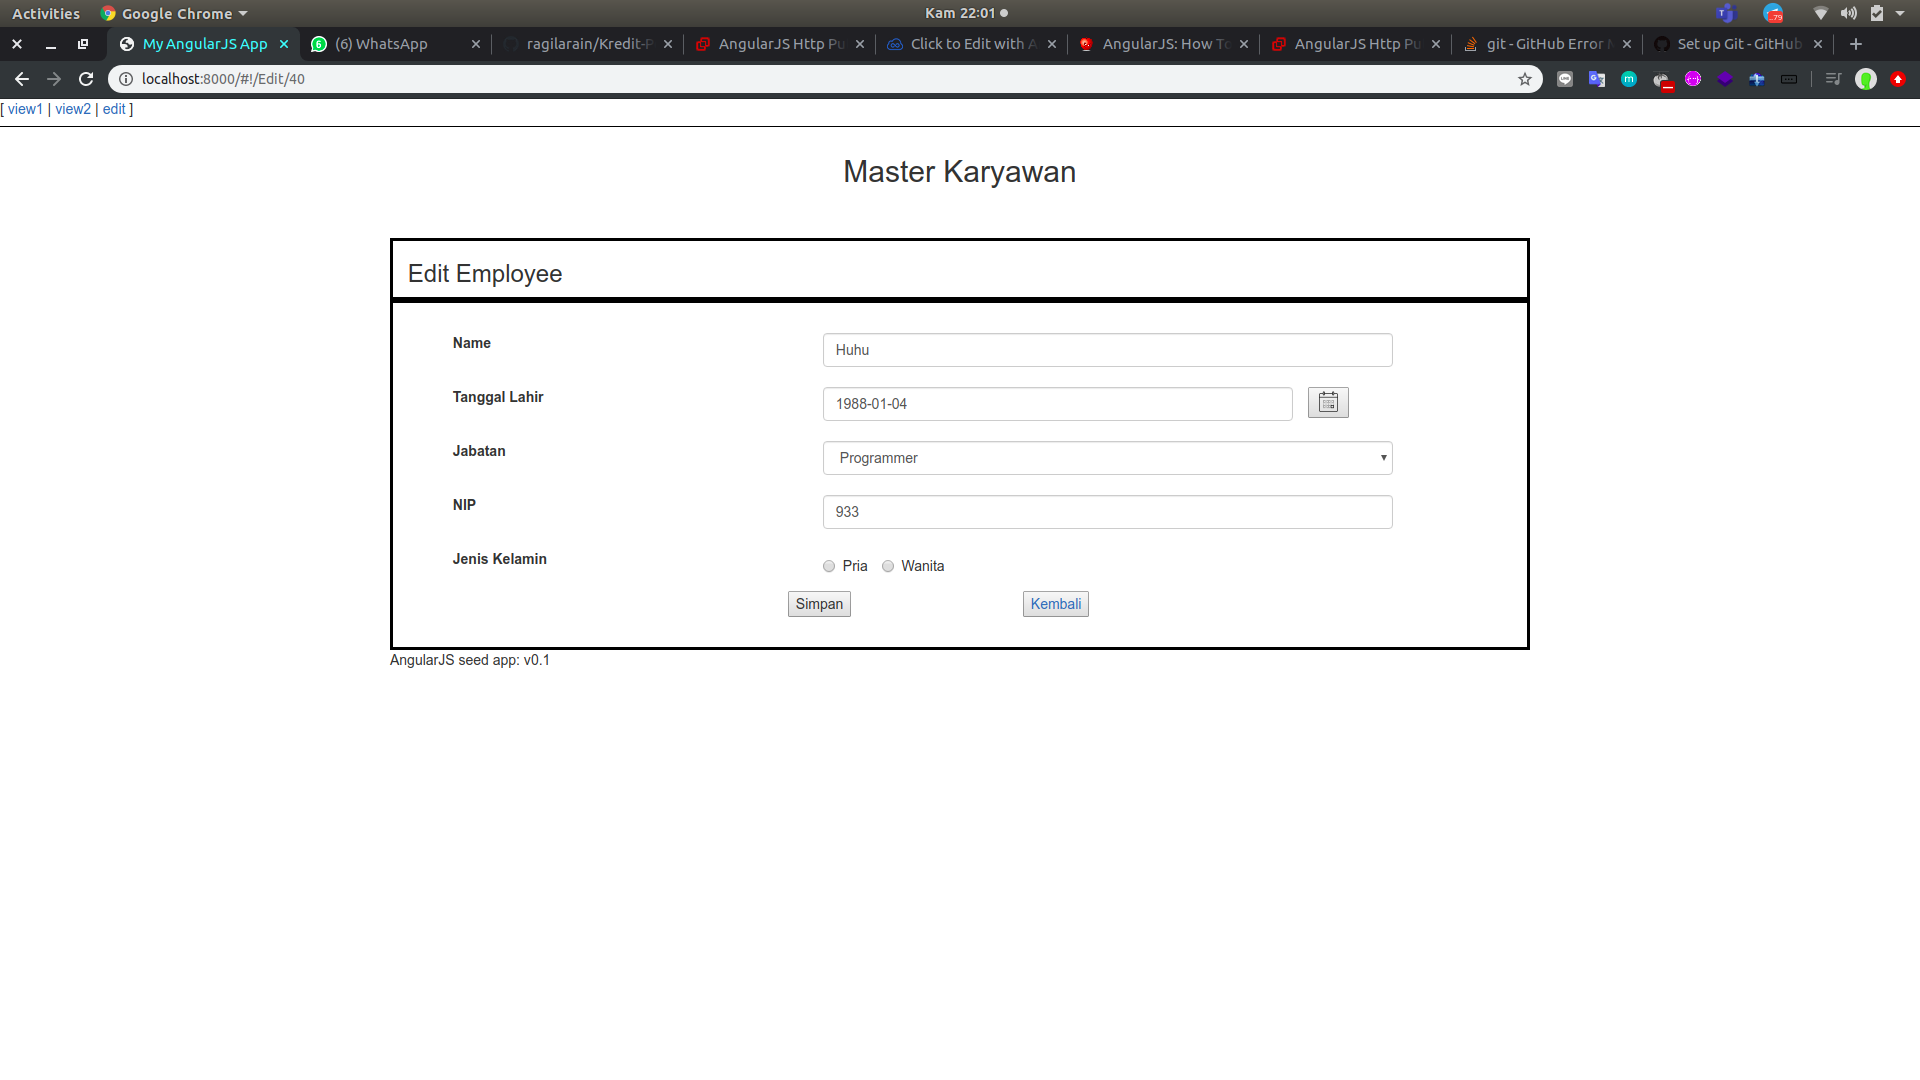 Activities Google Chrome Kam 22:01
My AngularJS App (6) WhatsApp ragilarain/Kredit-P AngularJS Http Pu Click to Edit with A AngularJS: How To AngularJS Http Pu git - GitHub Error Set up Git - GitHub
localhost:8000/#!/Edit/40
[ view1 | view2 | edit ]
Master Karyawan
Edit Employee
Name Huhu
Tanggal Lahir 1988-01-04
Jabatan Programmer
NIP 933
Jenis Kelamin Pria Wanita
Simpan Kembali
AngularJS seed app: v0.1